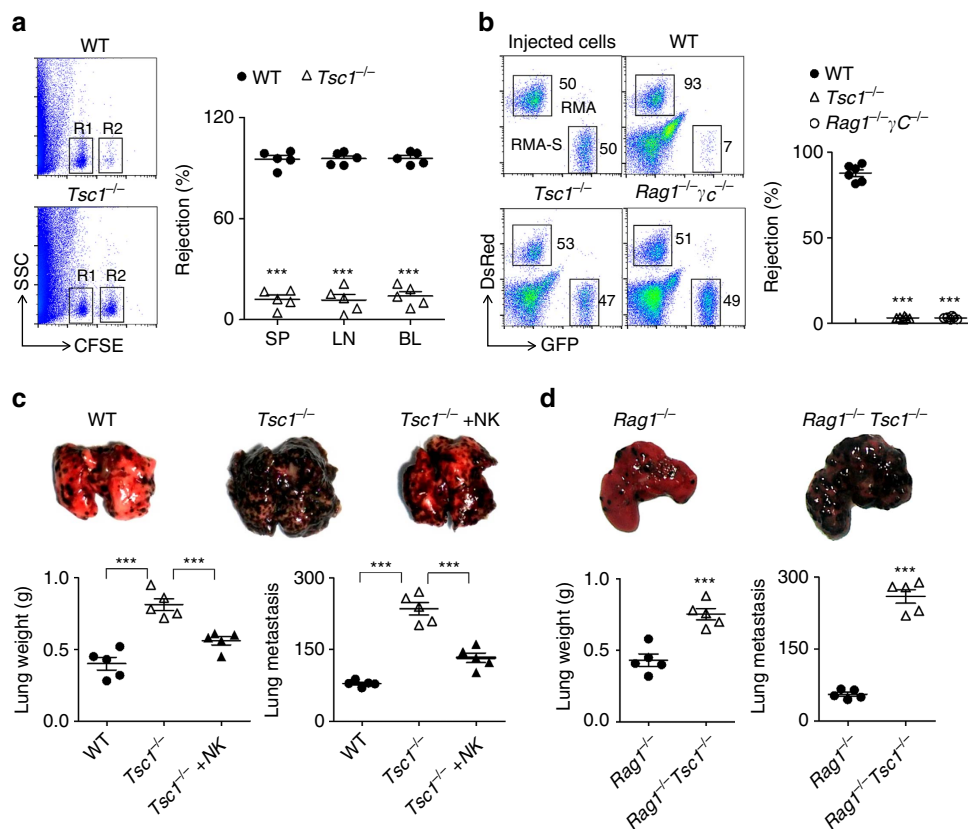 a
WT
R1 R2
Tsc1–/–
R1 R2
SSC
CFSE
WT Tsc1–/–
Rejection (%)
120
60
0
*** *** ***
SP LN BL
b
Injected cells WT
50 RMA
RMA-S 50
93
7
Tsc1–/– Rag1–/–γc–/–
53
47
51
49
DsRed
GFP
WT
Tsc1–/–
Rag1–/–γC–/–
Rejection (%)
100
50
0
*** ***
c
WT Tsc1–/– Tsc1–/– +NK
Lung weight (g)
1.0
0.5
0.0
*** ***
WT Tsc1–/– Tsc1–/– +NK
Lung metastasis
300
150
0
*** ***
WT Tsc1–/– Tsc1–/– +NK
d
Rag1–/– Rag1–/– Tsc1–/–
Lung weight (g)
1.0
0.5
0.0
***
Rag1–/– Rag1–/– Tsc1–/–
Lung metastasis
300
150
0
***
Rag1–/– Rag1–/– Tsc1–/–